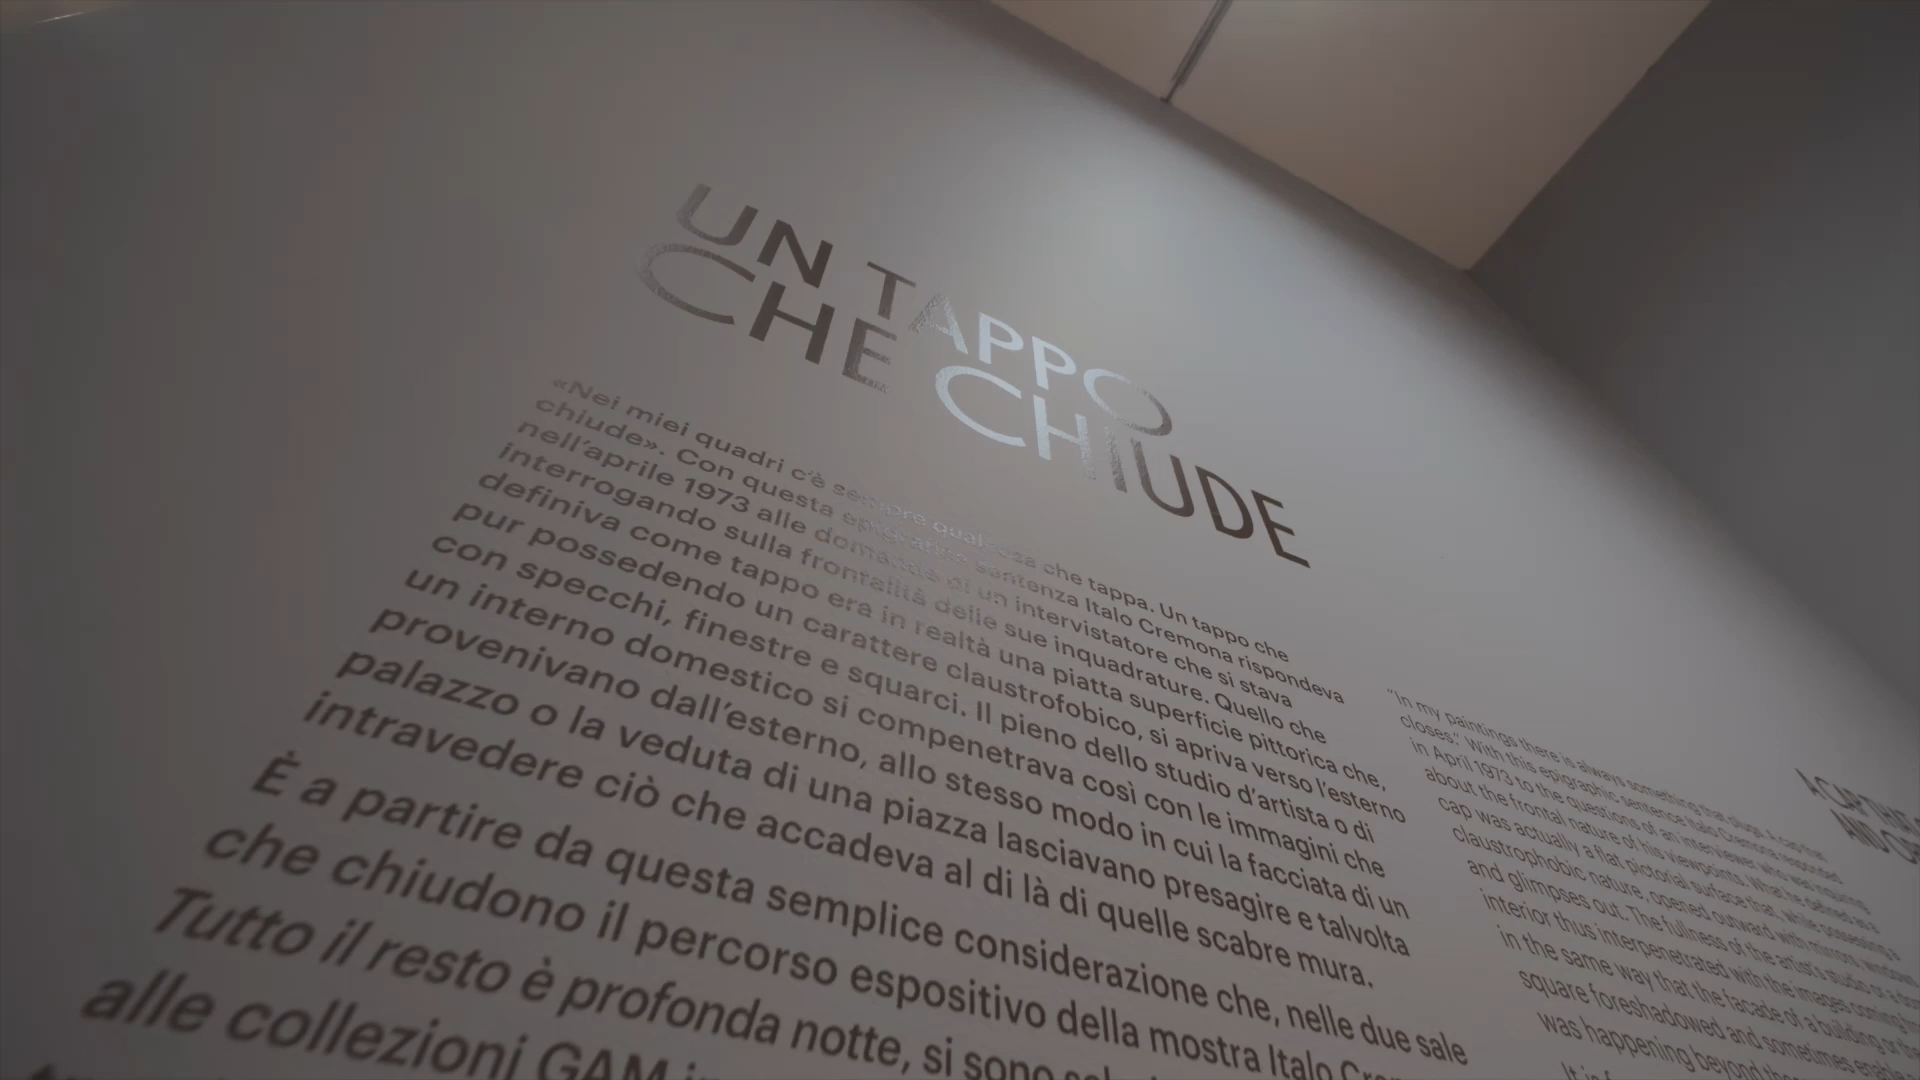 UN TAPPO
CHE CHIUDE
«Nei miei quadri c'è sempre qualcosa che tappa. Un tappo che
chiude». Con questa epigrafica sentenza Italo Cremona rispondeva
nell'aprile 1973 alle domande di un intervistatore che si stava
interrogando sulla frontalità delle sue inquadrature. Quello che
definiva come tappo era in realtà una piatta superficie pittorica che,
pur possedendo un carattere claustrofobico, si apriva verso l'esterno
con specchi, finestre e squarci. Il pieno dello studio d'artista o di
un interno domestico si compenetrava così con le immagini che
provenivano dall'esterno, allo stesso modo in cui la facciata di un
palazzo o la veduta di una piazza lasciavano presagire e talvolta
intravedere ciò che accadeva al di là di quelle scabre mura.
È a partire da questa semplice considerazione che, nelle due sale
che chiudono il percorso espositivo della mostra Italo
Tutto il resto è profonda notte, si sono
alle collezioni GAM
"In my paintings there is always something that plugs. A cap that
closes." With this epigraphic sentence Italo Cremona responded
in April 1973 to the questions of an interviewer who was inquiring
about the frontal nature of his viewpoints. What he defined as a
cap was actually a flat pictorial surface that, while possessing a
claustrophobic nature, opened outward with mirrors, windows
and glimpses out. The fullness of the artist's studio or a
interior thus interpenetrated with the images coming
in the same way that the facade of a building or the
square foreshadowed and sometimes
was happening beyond
It is
A CAP THAT
AND